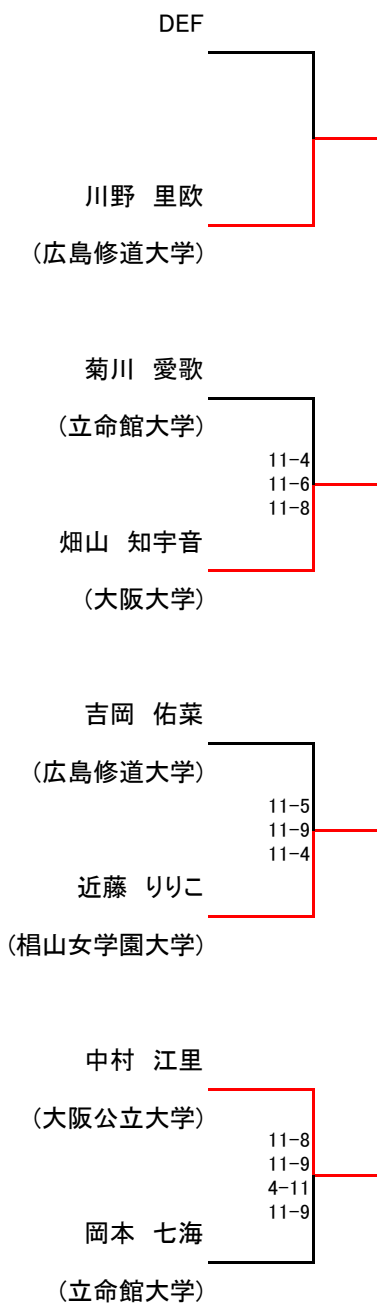 DEF
川野　里欧
(広島修道大学)
菊川　愛歌
(立命館大学)
11-4
11-6
11-8
畑山　知宇音
(大阪大学)
吉岡　佑菜
(広島修道大学)
11-5
11-9
11-4
近藤　りりこ
(椙山女学園大学)
中村　江里
(大阪公立大学)
11-8
11-9
4-11
11-9
岡本　七海
(立命館大学)